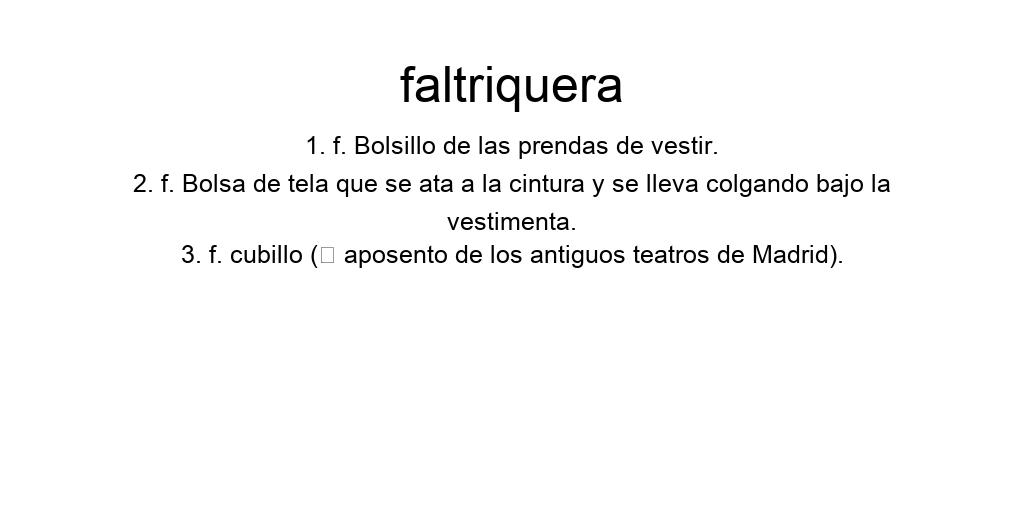 faltriquera
1. f. Bolsillo de las prendas de vestir.
2. f. Bolsa de tela que se ata a la cintura y se lleva colgando bajo la
vestimenta.
3. f. cubillo (□ aposento de los antiguos teatros de Madrid).